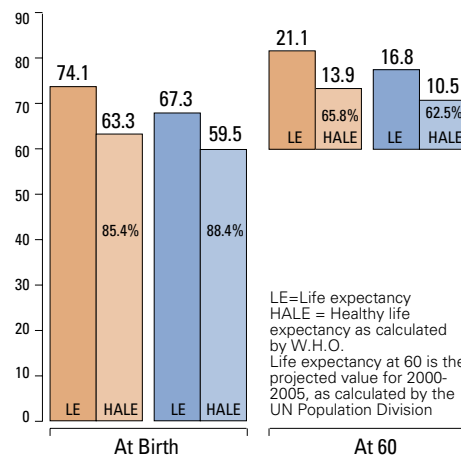 90
80
70
60
50
40
30
20
10
0
74.1
63.3
67.3
59.5
85.4%
88.4%
LE HALE LE HALE
At Birth
21.1
13.9
16.8
10.5
65.8%
62.5%
LE HALE LE HALE
LE=Life expectancy
HALE = Healthy life
expectancy as calculated
by W.H.O.
Life expectancy at 60 is the
projected value for 2000-
2005, as calculated by the
UN Population Division
At 60